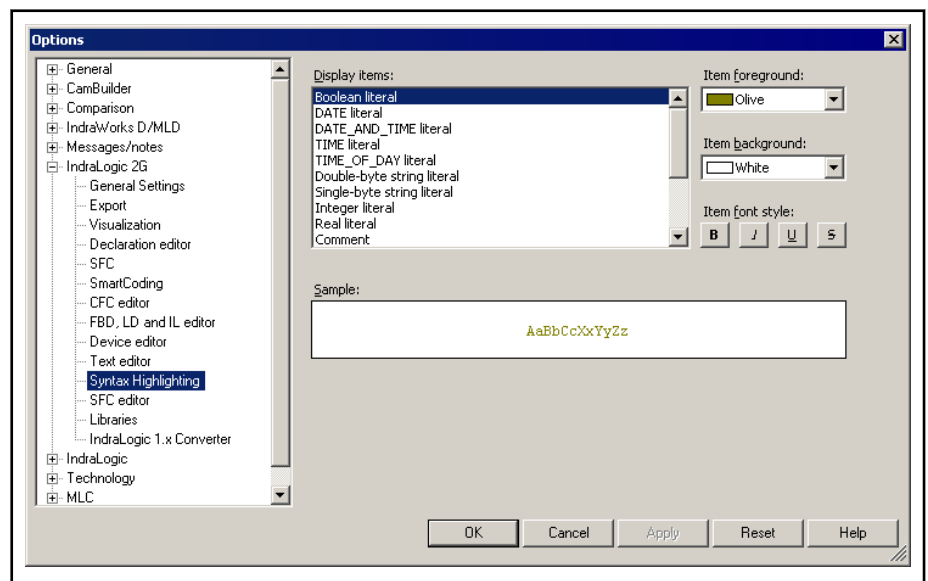 Options
General
CamBuilder
Comparison
IndraWorks D/MLD
Messages/notes
IndraLogic 2G
General Settings
Export
Visualization
Declaration editor
SFC
SmartCoding
CFC editor
FBD, LD and IL editor
Device editor
Text editor
Syntax Highlighting
SFC editor
Libraries
IndraLogic 1.x Converter
IndraLogic
Technology
MLC
Display items:
Boolean literal
DATE literal
DATE_AND_TIME literal
TIME literal
TIME_OF_DAY literal
Double-byte string literal
Single-byte string literal
Integer literal
Real literal
Comment
Item foreground:
Olive
Item background:
White
Item font style:
B I U S
Sample:
AaBbCcXxYyZz
OK Cancel Apply Reset Help